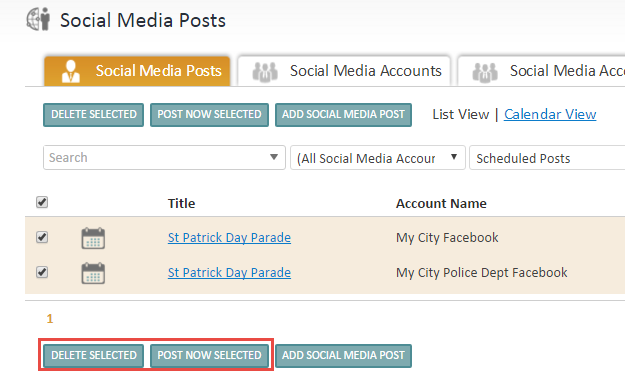 Social Media Posts
Social Media Posts Social Media Accounts Social Media Acc
DELETE SELECTED POST NOW SELECTED ADD SOCIAL MEDIA POST List View | Calendar View
Search (All Social Media Accour Scheduled Posts
Title Account Name
St Patrick Day Parade My City Facebook
St Patrick Day Parade My City Police Dept Facebook
1
DELETE SELECTED POST NOW SELECTED ADD SOCIAL MEDIA POST